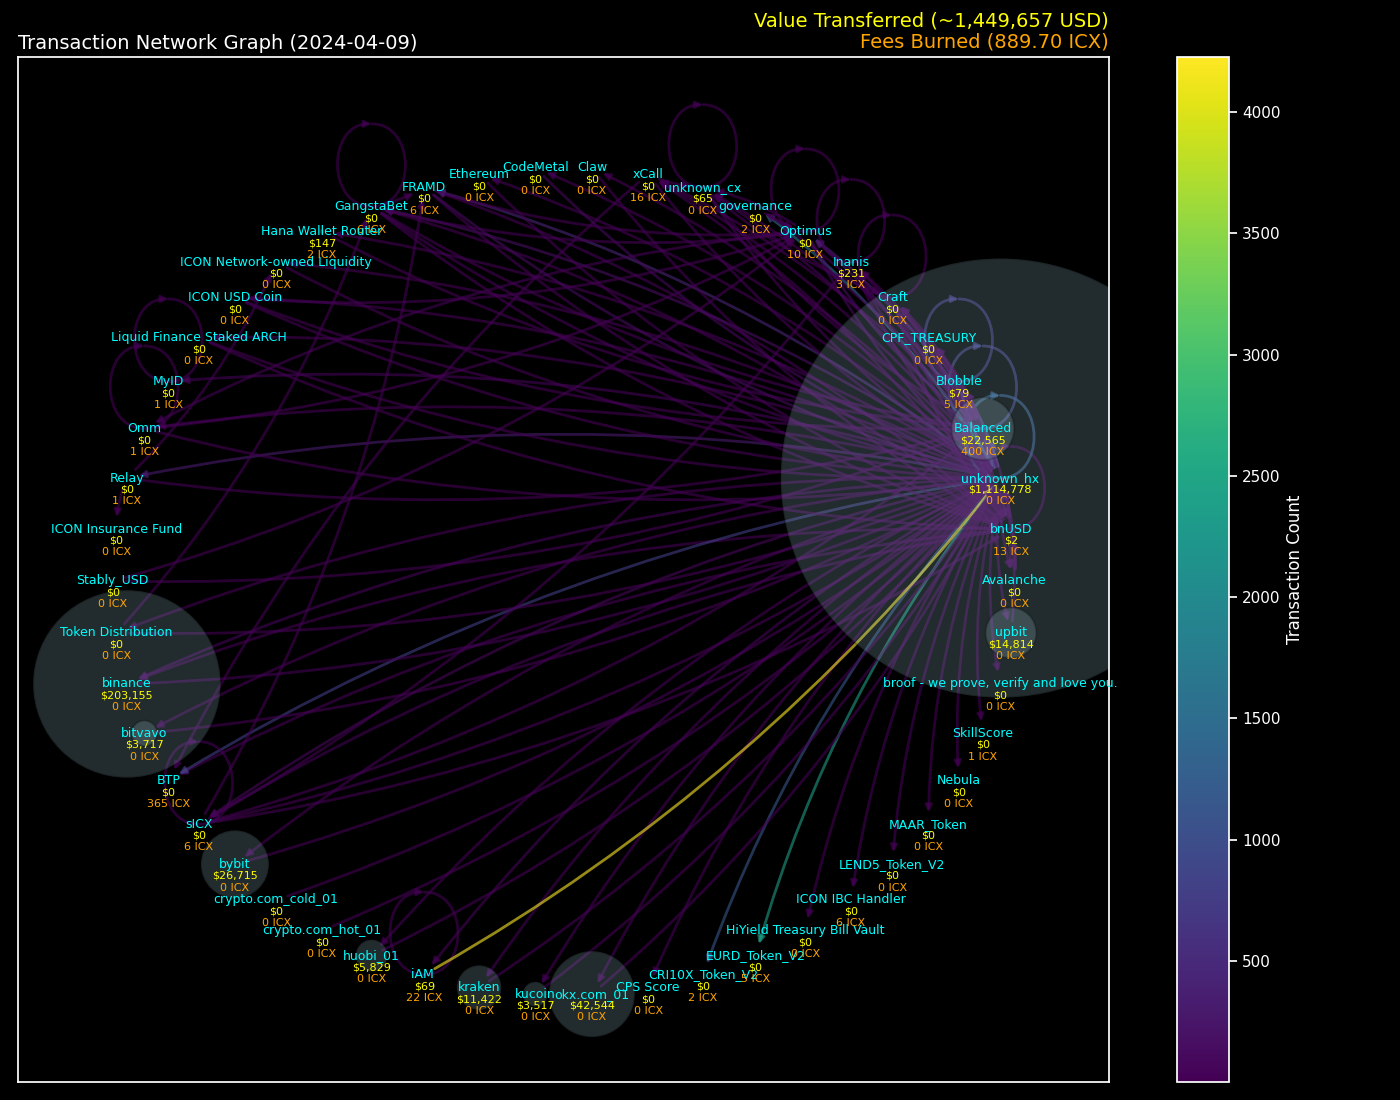 Value Transferred (~1,449,657 USD)
Transaction Network Graph (2024-04-09)
Fees Burned (889.70 ICX)
CodeMetal
$0
0 ICX
Claw
$0
0 ICX
Ethereum
$0
0 ICX
xCall
$0
16 ICX
FRAMD
$0
6 ICX
unknown_cx
$65
0 ICX
GangstaBet
$0
governance
$0
2 ICX
Hana Wallet Router
$147
2 ICX
Optimus
$0
10 ICX
ICON Network-owned Liquidity
$0
0 ICX
Inanis
$231
3 ICX
ICON USD Coin
$0
0 ICX
Craft
$0
0 ICX
Liquid Finance Staked ARCH
$0
0 ICX
CPF_TREASURY
$0
0 ICX
MyID
$0
1 ICX
Blobble
$79
5 ICX
Omm
$0
1 ICX
Balanced
$22,565
400 ICX
Relay
$0
1 ICX
unknown_hx
$1,114,778
0 ICX
ICON Insurance Fund
$0
0 ICX
bnUSD
$2
13 ICX
Stably_USD
$0
0 ICX
Avalanche
$0
0 ICX
Token Distribution
$0
0 ICX
upbit
$14,814
0 ICX
binance
$203,155
0 ICX
broof - we prove, verify and love you.
$0
0 ICX
bitvavo
$3,717
0 ICX
SkillScore
$0
1 ICX
BTP
$0
365 ICX
Nebula
$0
0 ICX
sICX
$0
6 ICX
MAAR_Token
$0
0 ICX
bybit
$26,715
0 ICX
LEND5_Token_V2
$0
0 ICX
crypto.com_cold_01
$0
0 ICX
ICON IBC Handler
$0
6 ICX
crypto.com_hot_01
$0
0 ICX
HiYield Treasury Bill Vault
$0
0 ICX
huobi_01
$5,829
0 ICX
EURD_Token_V2
$0
5 ICX
iAM
$69
22 ICX
CRI10X_Token_V2
$0
2 ICX
kraken
$11,422
0 ICX
CPS Score
$0
0 ICX
kucoin
$3,517
0 ICX
okx.com_01
$42,544
0 ICX
4000
3500
3000
2500
2000
1500
1000
500
Transaction Count